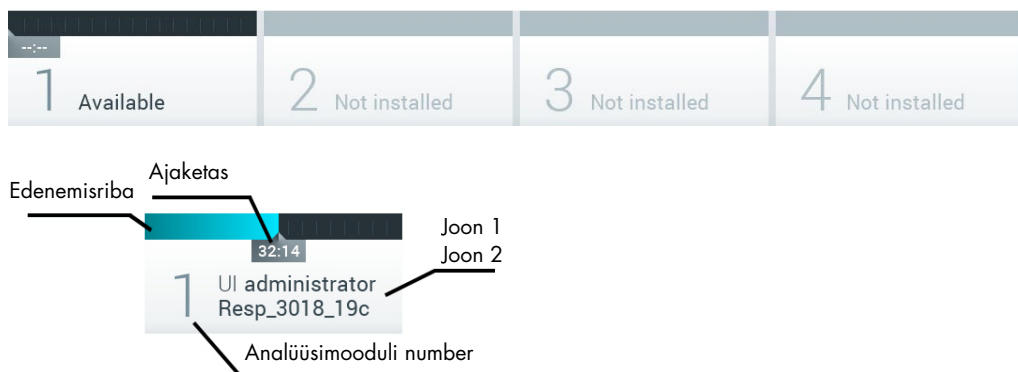 --:--
1 Available
2 Not installed
3 Not installed
4 Not installed
Ajaketas
Edenemisriba
Joon 1
32:14
Joon 2
1 UI administrator
Resp_3018_19c
Analüüsimooduli number